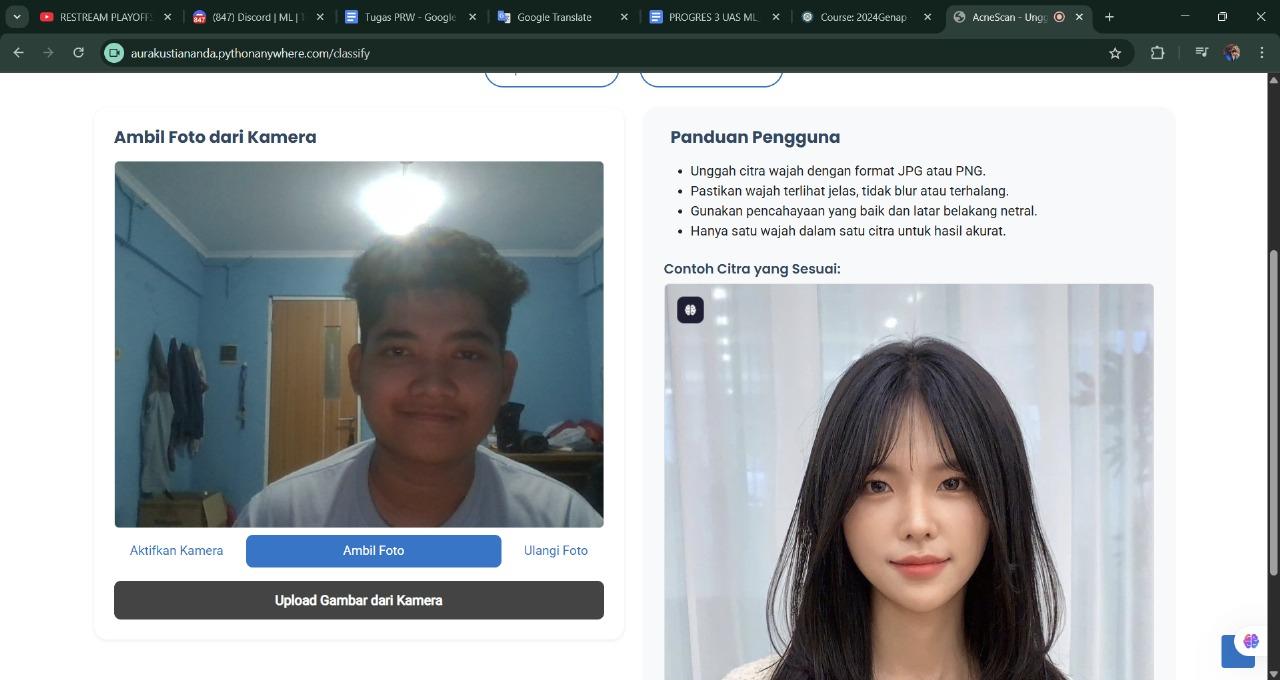 RESTREAM PLAYOFF
(847) Discord | ML |
Tugas PRW - Google
Google Translate
PROGRES 3 UAS ML
Course: 2024Genap
AcneScan - Ungg
aurakustiananda.pythonanywhere.com/classify
Ambil Foto dari Kamera
Aktifkan Kamera
Ambil Foto
Ulangi Foto
Upload Gambar dari Kamera
Panduan Pengguna
Unggah citra wajah dengan format JPG atau PNG.
Pastikan wajah terlihat jelas, tidak blur atau terhalang.
Gunakan pencahayaan yang baik dan latar belakang netral.
Hanya satu wajah dalam satu citra untuk hasil akurat.
Contoh Citra yang Sesuai: